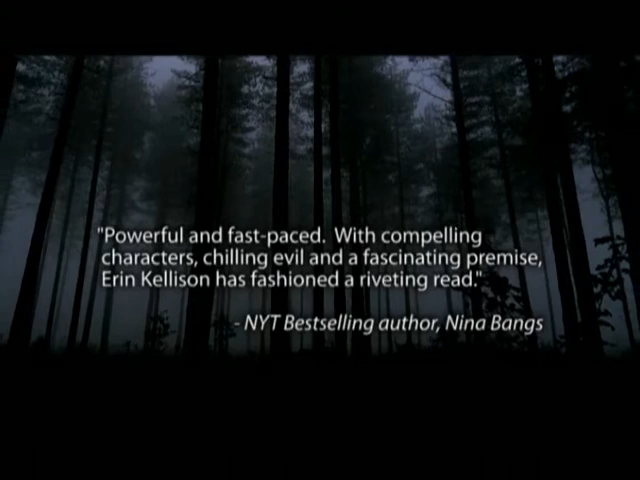 "Powerful and fast-paced. With compelling
characters, chilling evil and a fascinating premise,
Erin Kellison has fashioned a riveting read."
- NYT Bestselling author, Nina Bangs